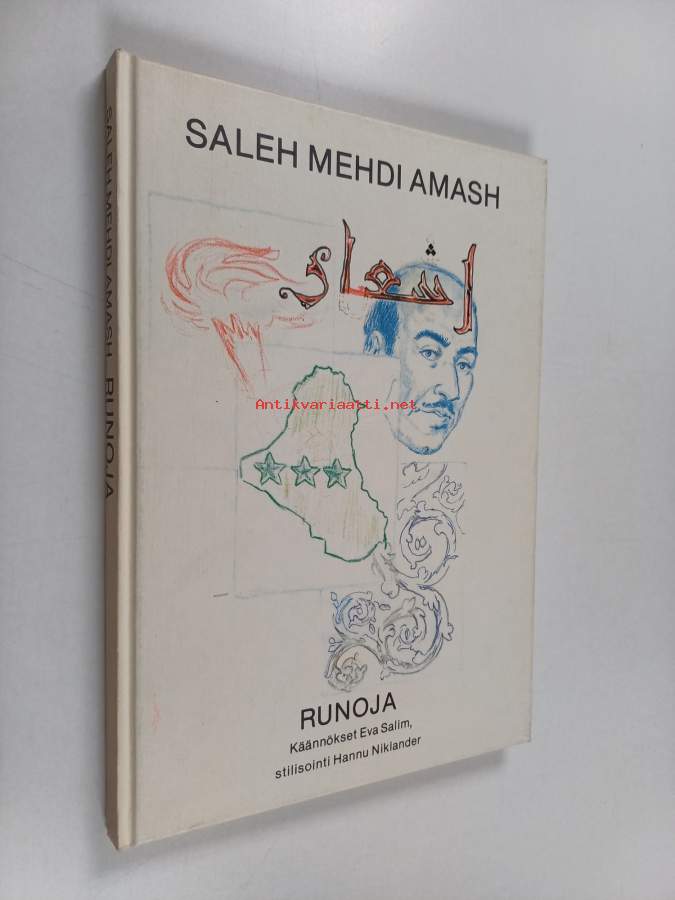 SALEH MEHDI AMASH
اشعار
RUNOJA
Käännökset Eva Salim,
stilisointi Hannu Niklander
SALEH MEHDI AMASH RUNOJA
Antikvariaatti.net